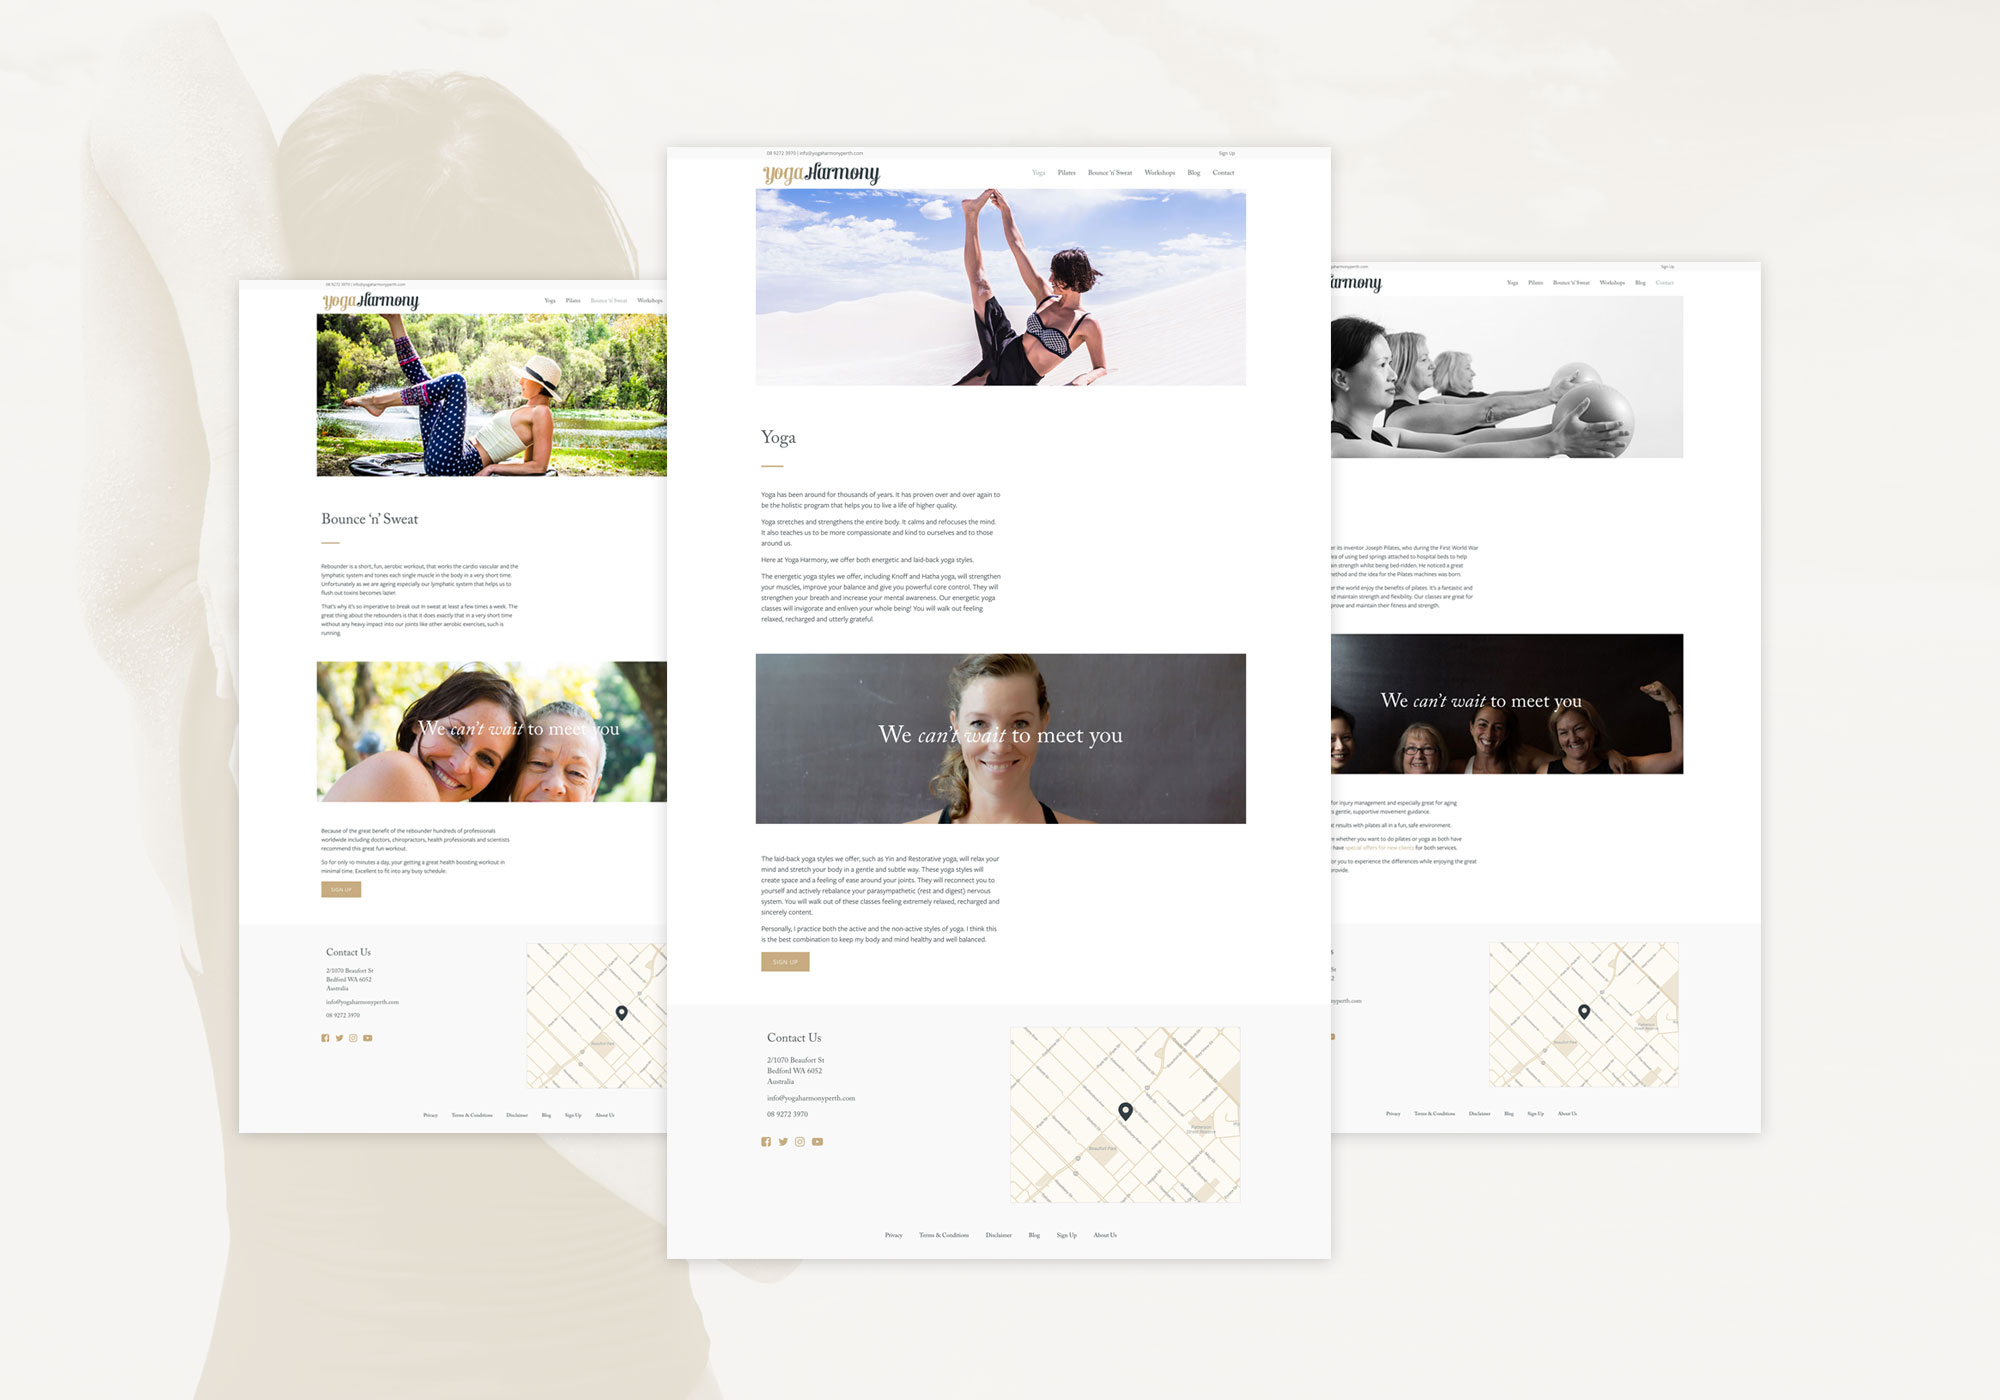 08 9272 3970 | info@yogaharmonyperth.com
Yoga Harmony
Yoga Pilates Bounce 'n' Sweat Workshops
Bounce ‘n’ Sweat
Rebounder is a short, fun, aerobic workout, that works the cardio vascular and the
lymphatic system and tones each single muscle in the body in a very short time.
Unfortunately as we are ageing especially our lymphatic system that helps us to
flush out toxins becomes laxer.
That's why it's so imperative to break out in sweat at least a few times a week. The
great thing about the rebounders is that it does exactly that in a very short time
without any heavy impact into our joints like other aerobic exercises, such is
running.
We can't wait to meet you
Because of the great benefit of the rebounder hundreds of professionals
worldwide including doctors, chiropractors, health professionals and scientists
recommend this great fun workout.
So for only 10 minutes a day, your getting a great health boosting workout in
minimal time. Excellent to fit into any busy schedule.
SIGN UP
Contact Us
2/1070 Beaufort St
Bedford WA 6052
Australia
info@yogaharmonyperth.com
08 9272 3970
Beaufort Park
Privacy Terms & Conditions Disclaimer Blog Sign Up About Us
08 9272 3970 | info@yogaharmonyperth.com Sign Up
yoga Harmony
Yoga Pilates Bounce 'n' Sweat Workshops Blog Contact
Yoga
Yoga has been around for thousands of years. It has proven over and over again to
be the holistic program that helps you to live a life of higher quality.
Yoga stretches and strengthens the entire body. It calms and refocuses the mind.
It also teaches us to be more compassionate and kind to ourselves and to those
around us.
Here at Yoga Harmony, we offer both energetic and laid-back yoga styles.
The energetic yoga styles we offer, including Knoff and Hatha yoga, will strengthen
your muscles, improve your balance and give you powerful core control. They will
strengthen your breath and increase your mental awareness. Our energetic yoga
classes will invigorate and enliven your whole being! You will walk out feeling
relaxed, recharged and utterly grateful.
We can't wait to meet you
The laid-back yoga styles we offer, such as Yin and Restorative yoga, will relax your
mind and stretch your body in a gentle and subtle way. These yoga styles will
create space and a feeling of ease around your joints. They will reconnect you to
yourself and actively rebalance your parasympathetic (rest and digest) nervous
system. You will walk out of these classes feeling extremely relaxed, recharged and
sincerely content.
Personally, I practice both the active and the non-active styles of yoga. I think this
is the best combination to keep my body and mind healthy and well balanced.
SIGN UP
Contact Us
2/1070 Beaufort St
Bedford WA 6052
Australia
info@yogaharmonyperth.com
08 9272 3970
Beaufort Park
Privacy Terms & Conditions Disclaimer Blog Sign Up About Us
gaharmonyperth.com Sign Up
armony
Yoga Pilates Bounce 'n' Sweat Workshops Blog Contact
er its inventor Joseph Pilates, who during the First World War
ea of using bed springs attached to hospital beds to help
ain strength whilst being bed-ridden. He noticed a great
method and the idea for the Pilates machines was born.
er the world enjoy the benefits of pilates. It's a fantastic and
d maintain strength and flexibility. Our classes are great for
prove and maintain their fitness and strength.
We can't wait to meet you
for injury management and especially great for aging
o gentle, supportive movement guidance.
at results with pilates all in a fun, safe environment.
re whether you want to do pilates or yoga as both have
have special offers for new clients for both services.
or you to experience the differences while enjoying the great
provide.
s
St
2
nyperth.com
Beaufort Park
Privacy Terms & Conditions Disclaimer Blog Sign Up About Us